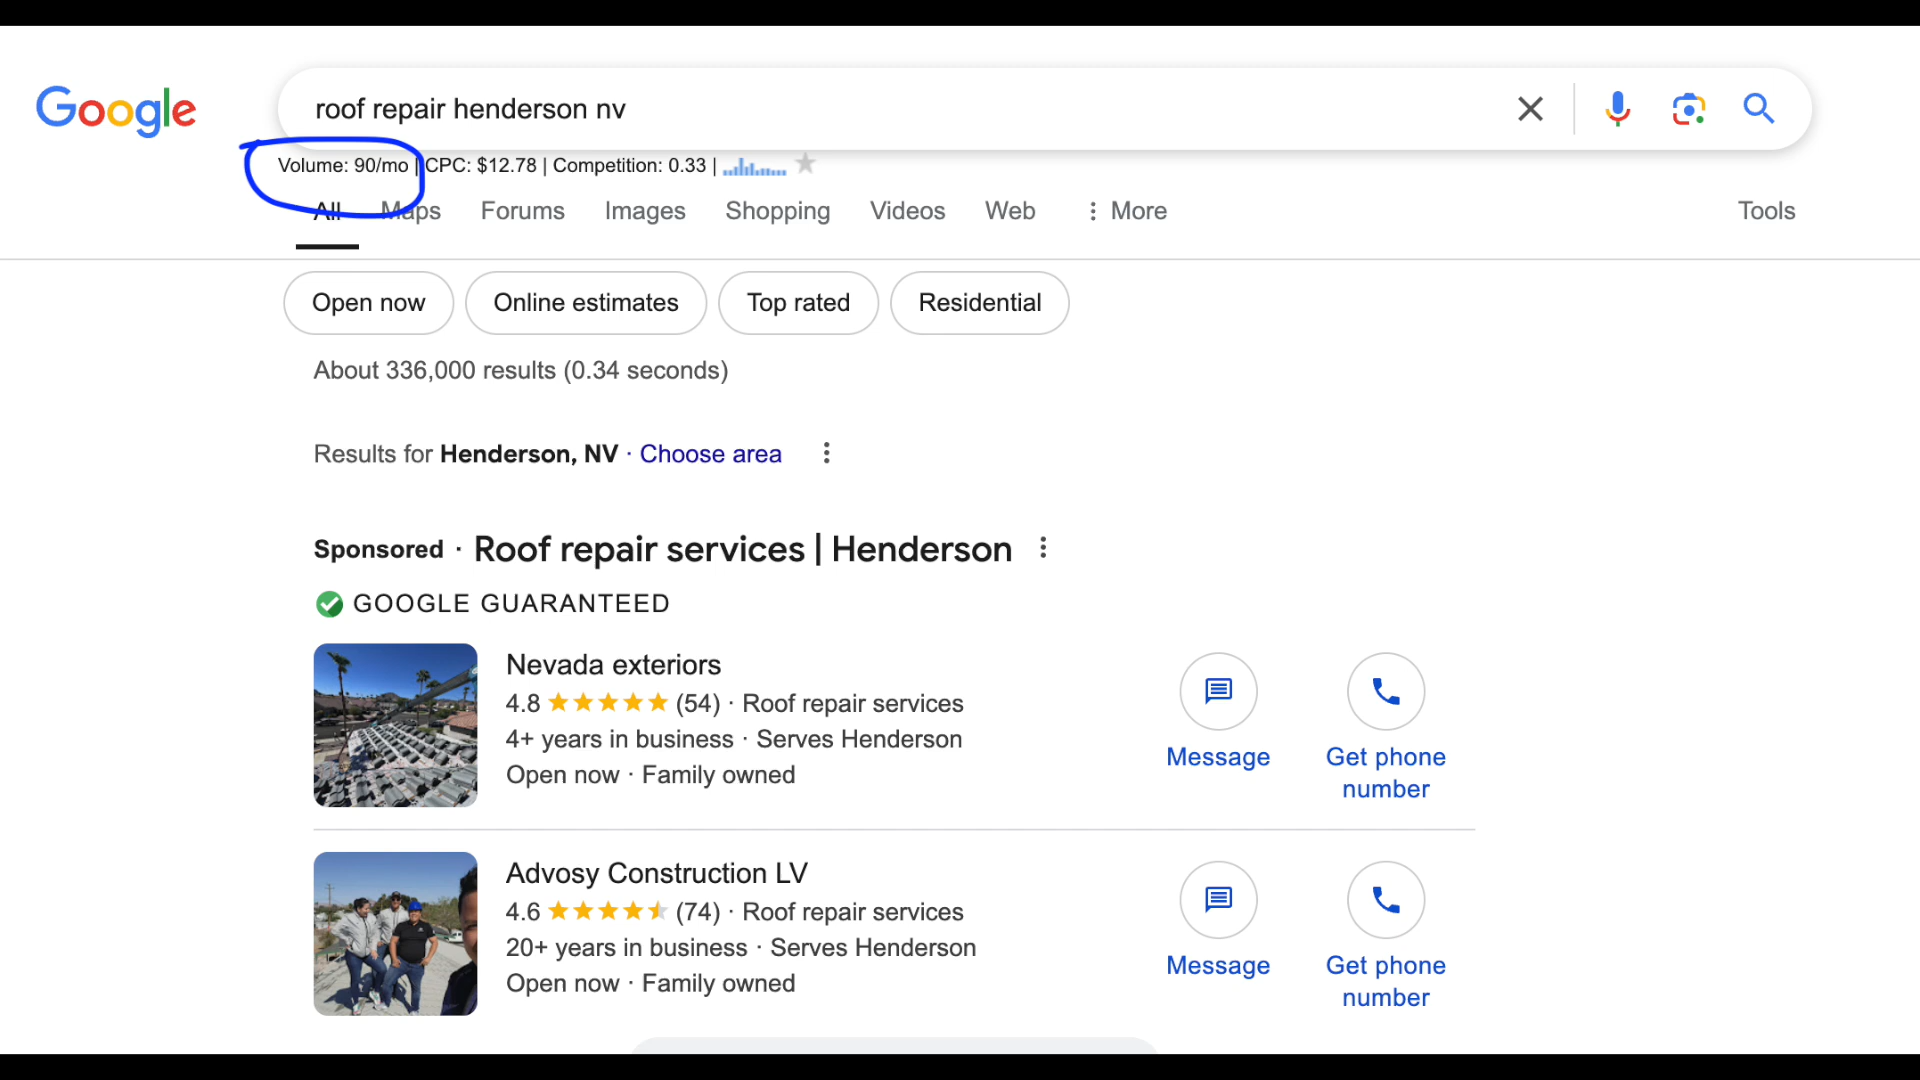 Google
roof repair henderson nv
Volume: 90/mo | CPC: $12.78 | Competition: 0.33 |
All Maps Forums Images Shopping Videos Web More Tools
Open now Online estimates Top rated Residential
About 336,000 results (0.34 seconds)
Results for Henderson, NV · Choose area
Sponsored · Roof repair services | Henderson
GOOGLE GUARANTEED
Nevada exteriors
4.8 (54) · Roof repair services
4+ years in business · Serves Henderson
Open now · Family owned
Message
Get phone
number
Advosy Construction LV
4.6 (74) · Roof repair services
20+ years in business · Serves Henderson
Open now · Family owned
Message
Get phone
number